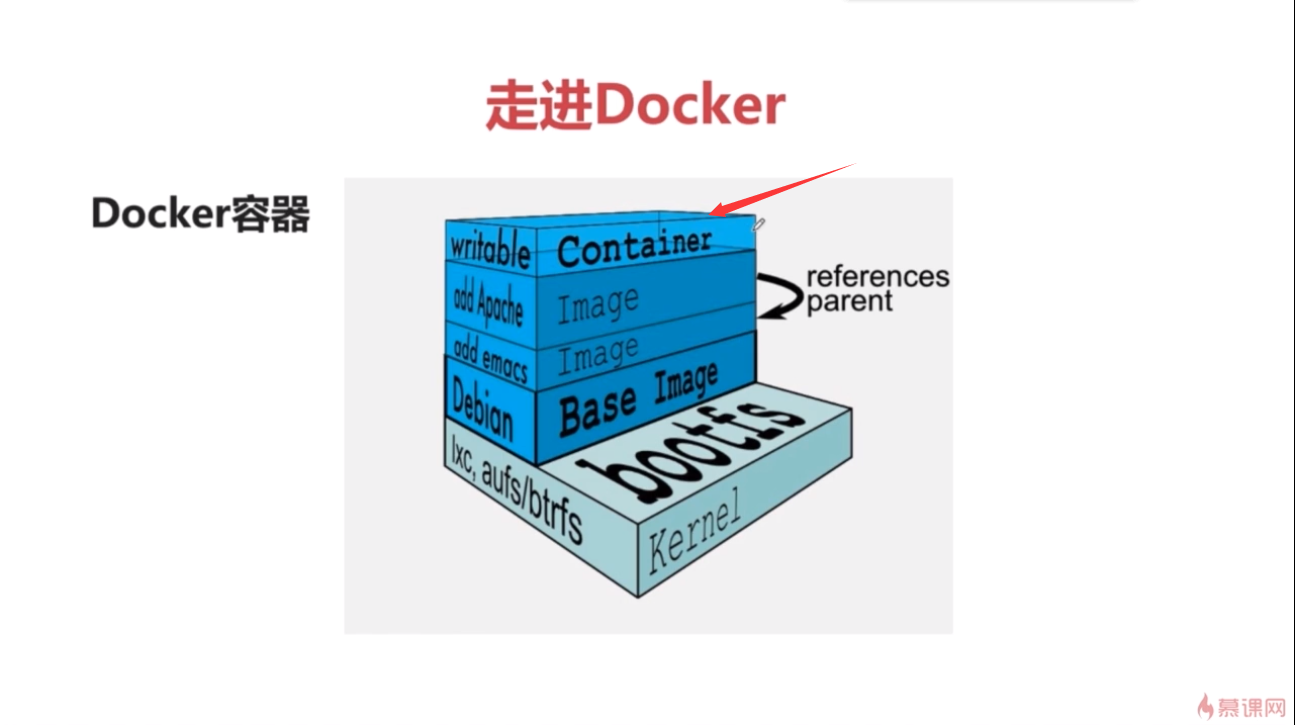 走进Docker
Docker容器
writable
Container
add Apache
Image
references
parent
add emacs
Image
Debian
Base Image
bootfs
lxc, aufs/btrfs
Kernel
慕课网